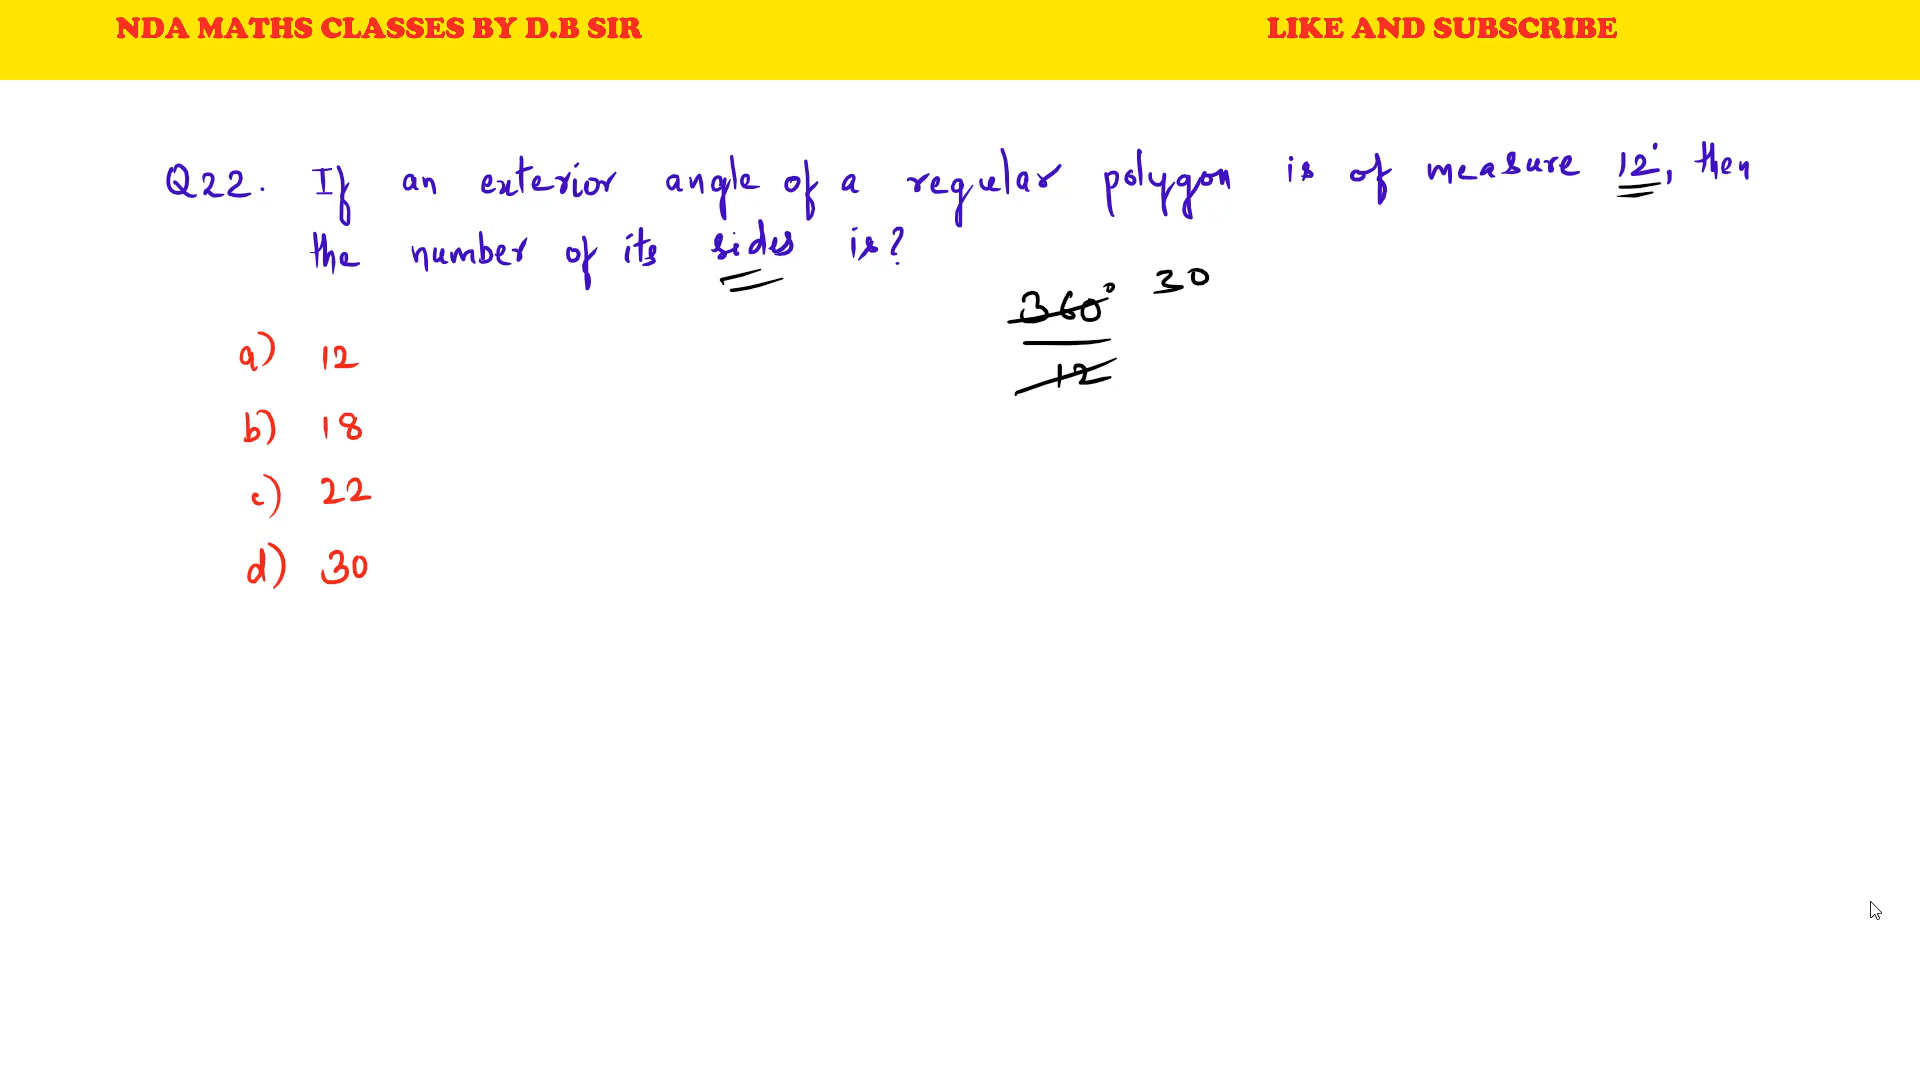 NDA MATHS CLASSES BY D.B SIR
LIKE AND SUBSCRIBE
Q22. If an exterior angle of a regular polygon is of measure 12°, then
the number of its sides is?
360° 30
12
a) 12
b) 18
c) 22
d) 30